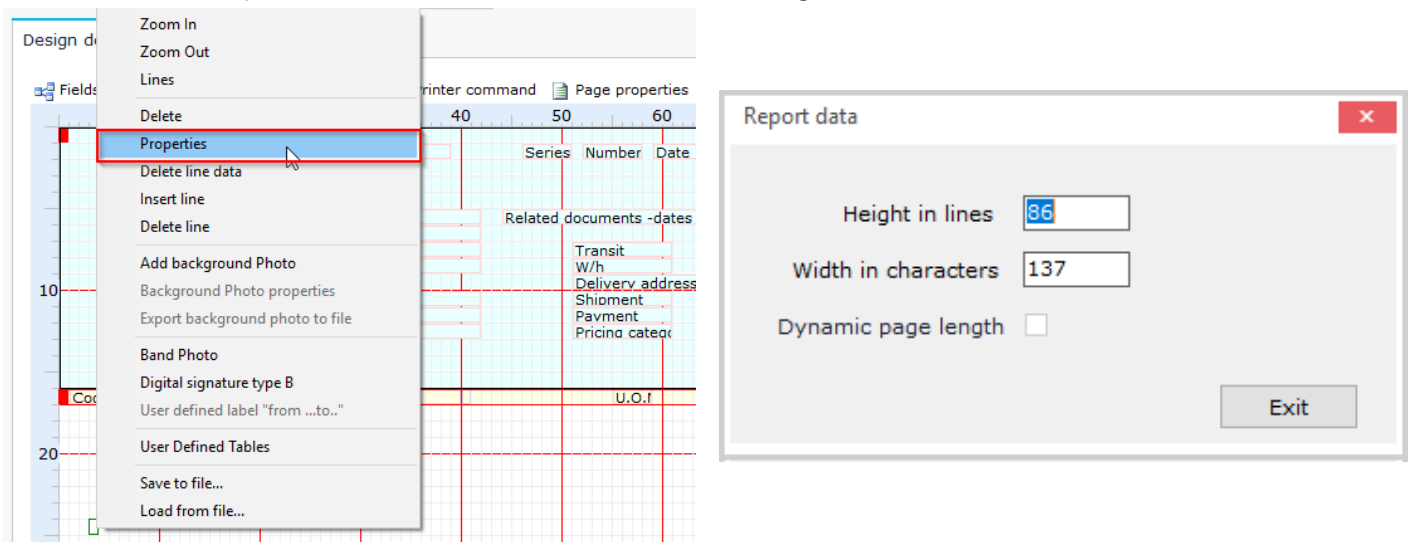 Design d
Zoom In
Zoom Out
Lines
Delete
Properties
Delete line data
Insert line
Delete line
Add background Photo
Background Photo properties
Export background photo to file
Band Photo
Digital signature type B
User defined label "from ...to.."
User Defined Tables
Save to file...
Load from file...
Fields
rinter command
Page properties
40 50 60
Series Number Date
Related documents -dates
Transit
W/h
10
Delivery address
Shipment
Payment
Pricing categ
Co
U.O.
20
Report data
Height in lines 86
Width in characters 137
Dynamic page length
Exit